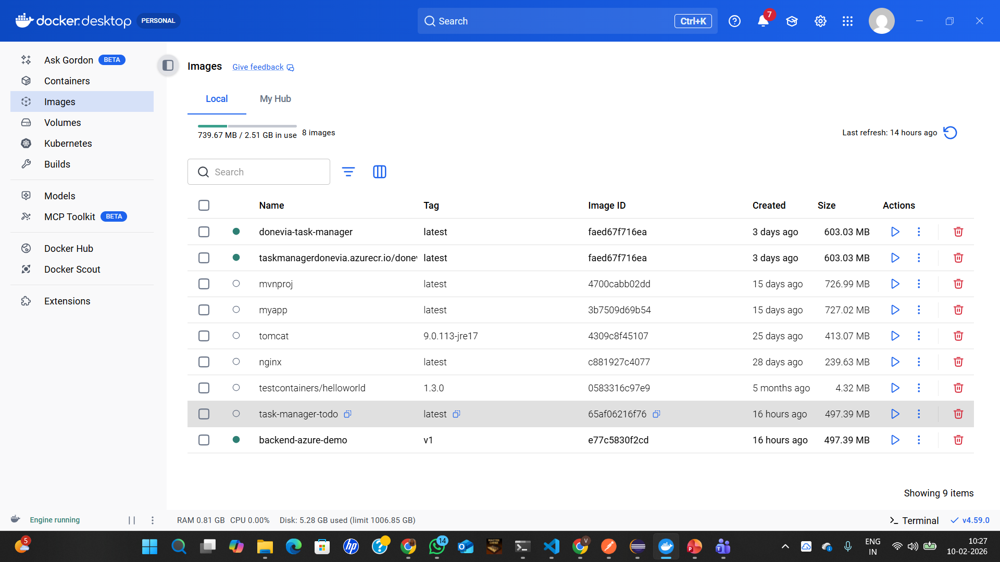 docker.desktop PERSONAL
Search Ctrl+K
7
Ask Gordon BETA
Containers
Images
Volumes
Kubernetes
Builds
Models
MCP Toolkit BETA
Docker Hub
Docker Scout
Extensions
Images Give feedback
Local My Hub
739.67 MB / 2.51 GB in use 8 images
Last refresh: 14 hours ago
Search
Name Tag Image ID Created Size Actions
donevia-task-manager latest faed67f716ea 3 days ago 603.03 MB
taskmanagerdonevia.azurecr.io/donev latest faed67f716ea 3 days ago 603.03 MB
mvnproj latest 4700cabb02dd 15 days ago 726.99 MB
myapp latest 3b7509d69b54 15 days ago 727.02 MB
tomcat 9.0.113-jre17 4309c8f45107 25 days ago 413.07 MB
nginx latest c881927c4077 28 days ago 239.63 MB
testcontainers/helloworld 1.3.0 0583316c97e9 5 months ago 4.32 MB
task-manager-todo latest 65af06216f76 16 hours ago 497.39 MB
backend-azure-demo v1 e77c5830f2cd 16 hours ago 497.39 MB
Showing 9 items
Engine running RAM 0.81 GB CPU 0.00% Disk: 5.28 GB used (limit 1006.85 GB) Terminal v4.59.0
5
hp
14
V
ENG
IN
10:27
10-02-2026